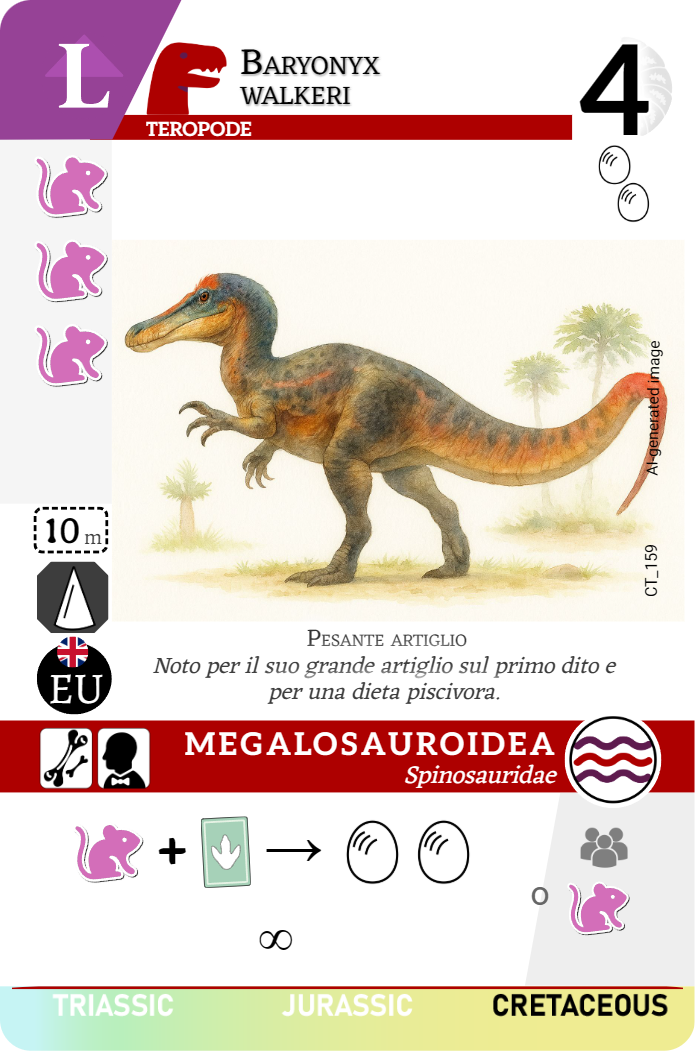 L
BARYONYX
WALKERI
4
TEROPODE
AI generated image
10 m
CT_159
EU
PESANTE ARTIGLIO
Noto per il suo grande artiglio sul primo dito e
per una dieta piscivora.
MEGALOSAUROIDEA
Spinosauridae
+ →
o
∞
TRIASSIC JURASSIC CRETACEOUS